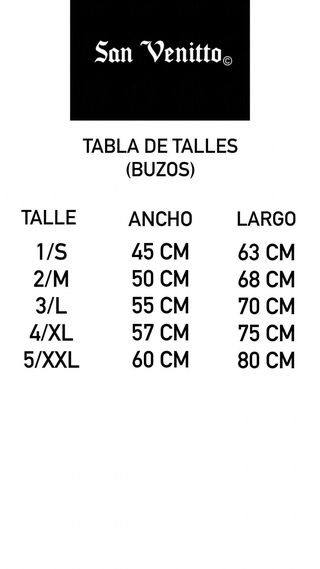 San Venitto©
TABLA DE TALLES
(BUZOS)
TALLE ANCHO LARGO
1/S 45 CM 63 CM
2/M 50 CM 68 CM
3/L 55 CM 70 CM
4/XL 57 CM 75 CM
5/XXL 60 CM 80 CM